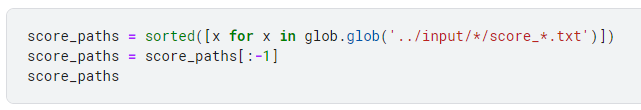 score_paths = sorted([x for x in glob.glob('../input/*/score_*.txt')])
score_paths = score_paths[:-1]
score_paths